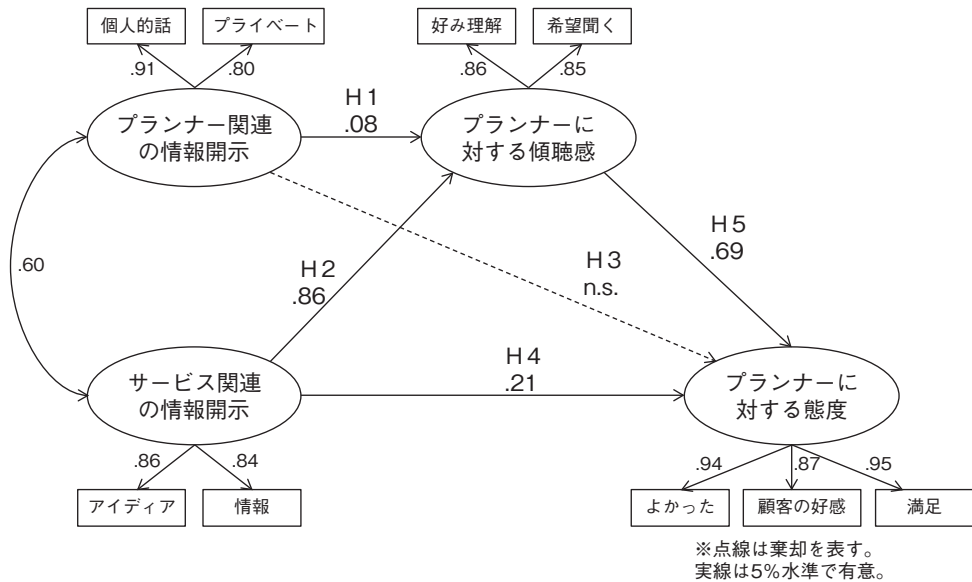 個人的話
プライベート
好み理解
希望聞く
.91
.80
.86
.85
プランナー関連
の情報開示
H1
.08
プランナーに
対する傾聴感
.60
H2
.86
H3
n.s.
H5
.69
サービス関連
の情報開示
H4
.21
プランナーに
対する態度
.86
.84
.94
.87
.95
アイディア
情報
よかった
顧客の好感
満足
※点線は棄却を表す。
実線は5%水準で有意。